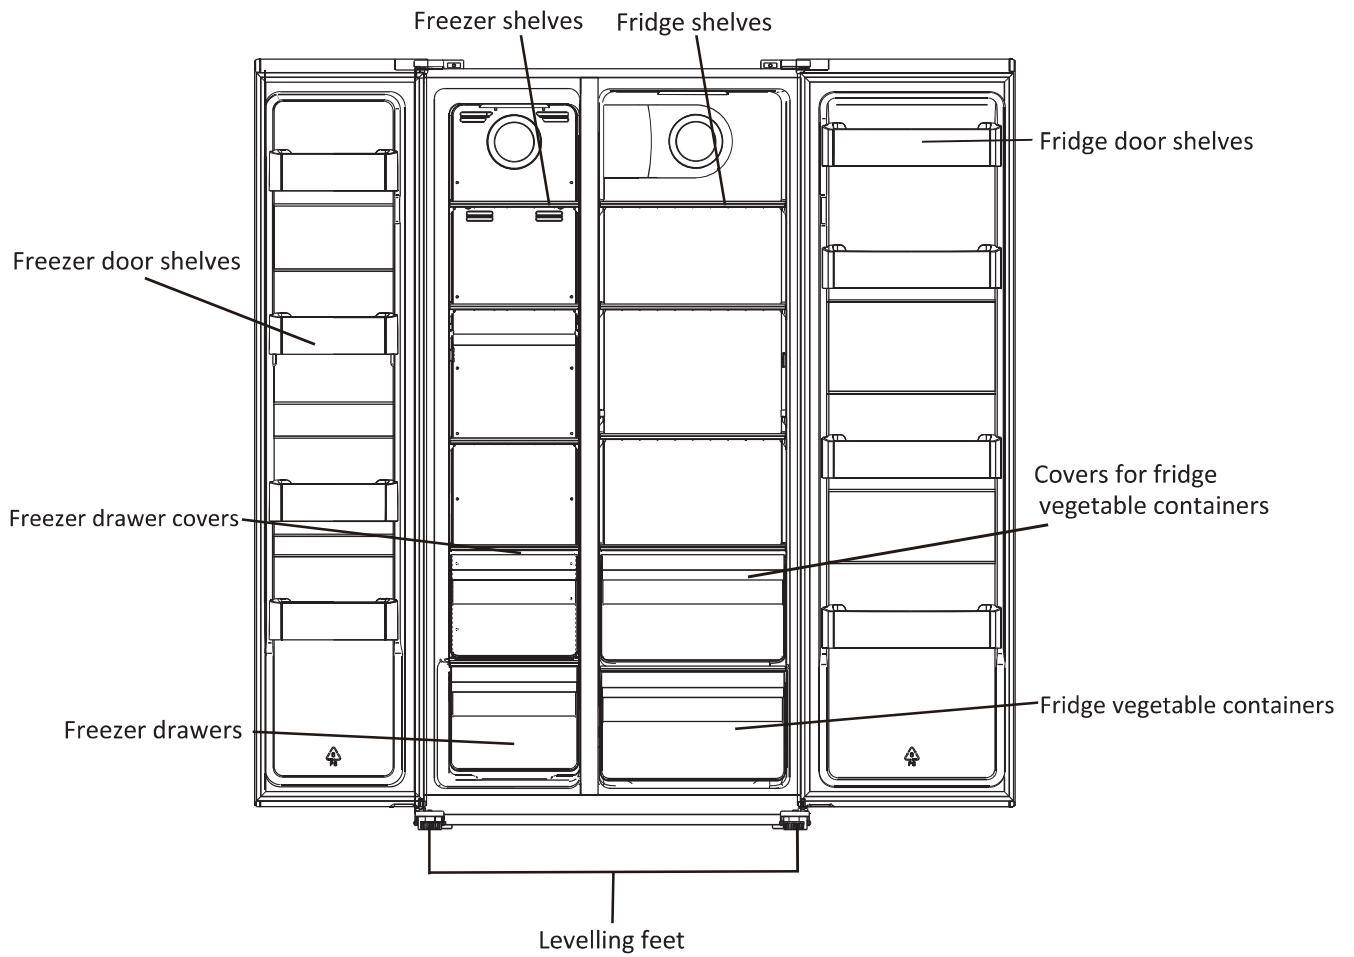 Freezer shelves
Fridge shelves
Fridge door shelves
Freezer door shelves
Covers for fridge
vegetable containers
Freezer drawer covers
Fridge vegetable containers
Freezer drawers
Levelling feet